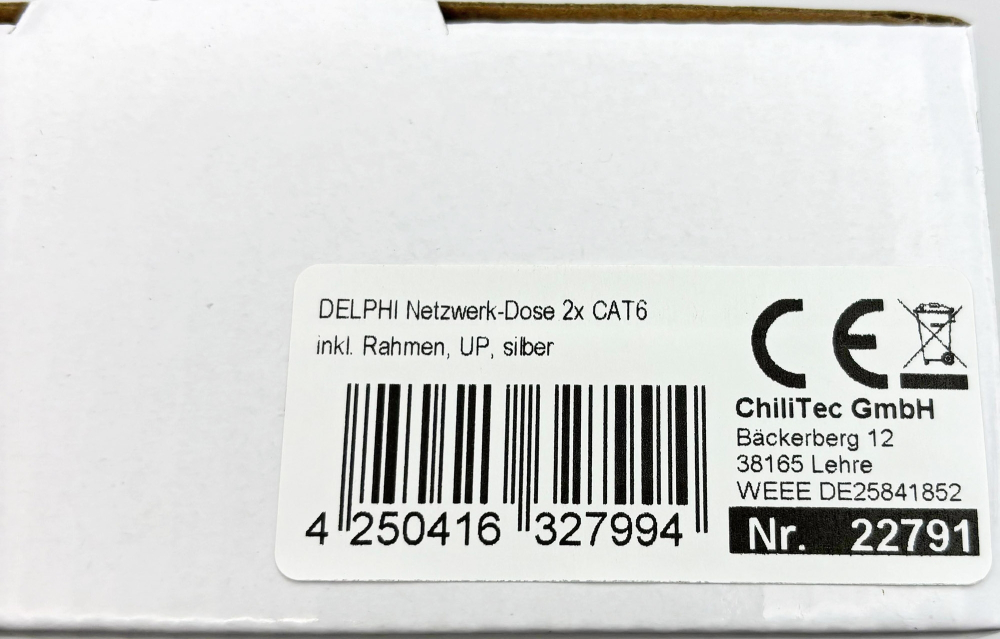 DELPHI Netzwerk-Dose 2x CAT6
inkl. Rahmen, UP, silber
4 250416 327994
CE
ChiliTec GmbH
Bäckerberg 12
38165 Lehre
WEEE DE25841852
Nr. 22791